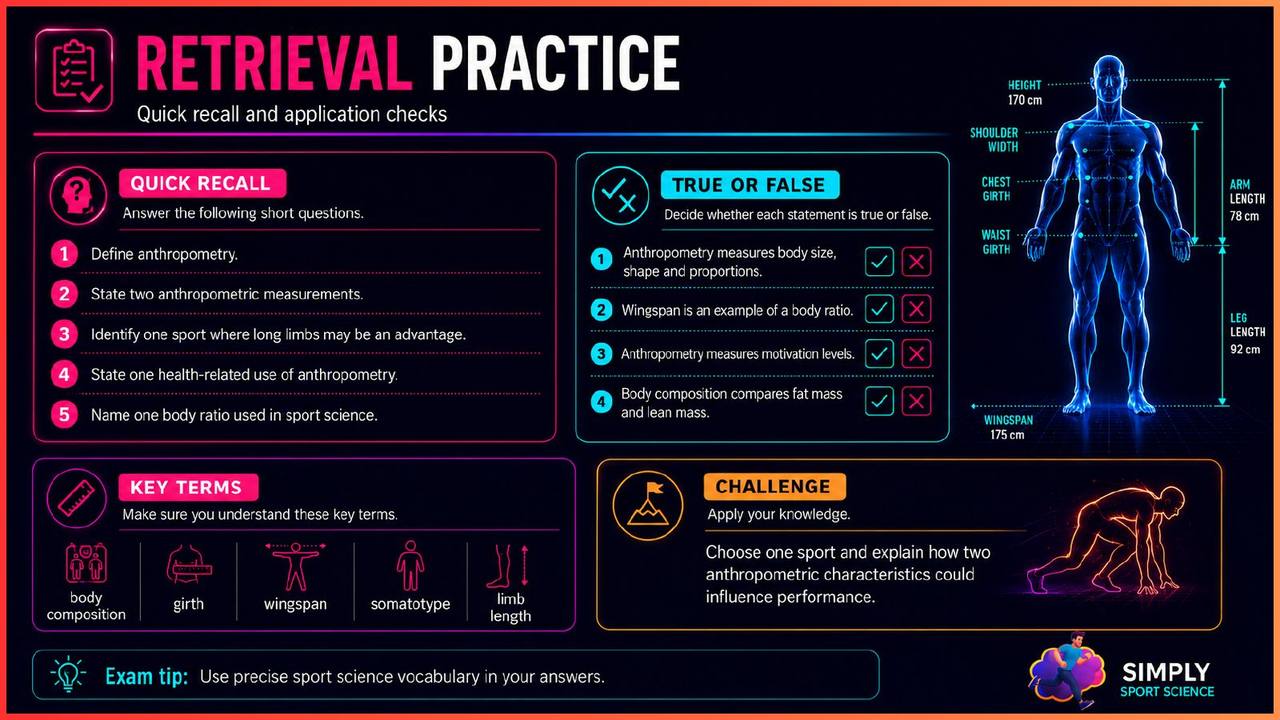 RETRIEVAL PRACTICE
Quick recall and application checks
QUICK RECALL
Answer the following short questions.
1 Define anthropometry.
2 State two anthropometric measurements.
3 Identify one sport where long limbs may be an advantage.
4 State one health-related use of anthropometry.
5 Name one body ratio used in sport science.
TRUE OR FALSE
Decide whether each statement is true or false.
1 Anthropometry measures body size,
shape and proportions.
2 Wingspan is an example of a body ratio.
3 Anthropometry measures motivation levels.
4 Body composition compares fat mass
and lean mass.
HEIGHT
170 cm
SHOULDER
WIDTH
CHEST
GIRTH
WAIST
GIRTH
ARM
LENGTH
78 cm
LEG
LENGTH
92 cm
WINGSPAN
175 cm
KEY TERMS
Make sure you understand these key terms.
body
composition
girth
wingspan
somatotype
limb
length
CHALLENGE
Apply your knowledge.
Choose one sport and explain how two
anthropometric characteristics could
influence performance.
Exam tip: Use precise sport science vocabulary in your answers.
SIMPLY
SPORT SCIENCE